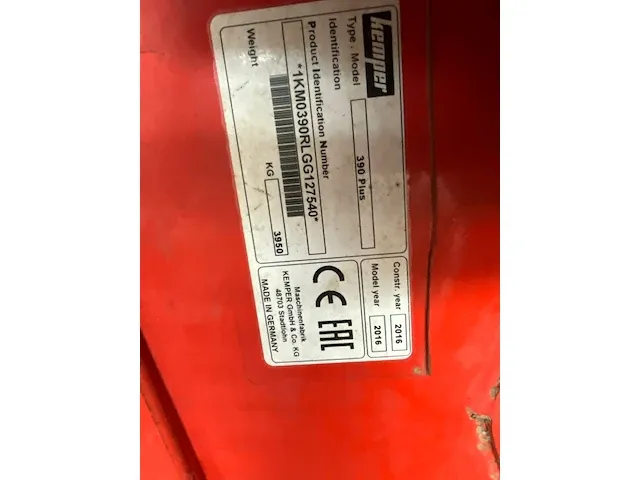 kemper
Type - Model 390 Plus
Identification
Product Identification Number
*1KM0390RLGG127540*
Weight KG 3950
Constr. year 2016
Model year 2016
CE EAC
Maschinenfabrik
KEMPER GmbH & Co. KG
48703 Stadtlohn
MADE IN GERMANY